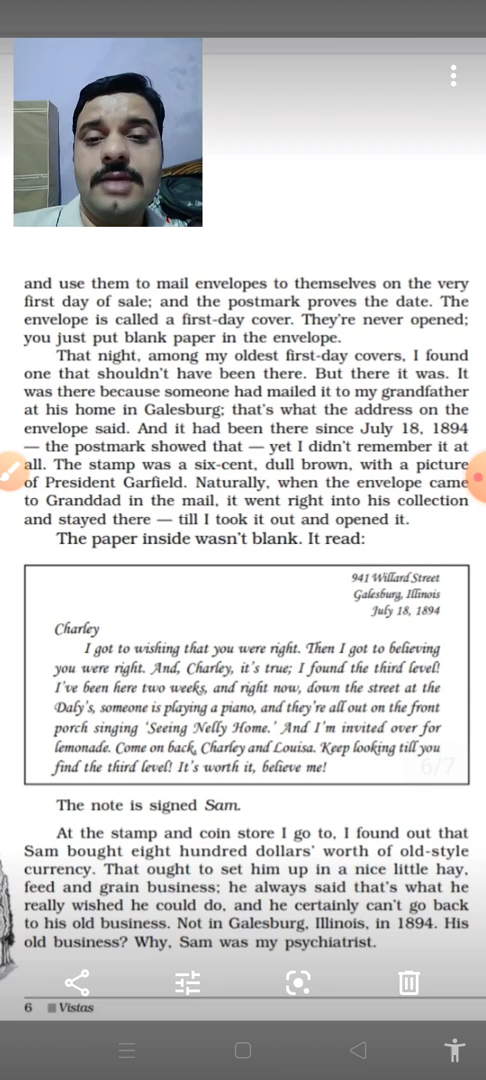 and use them to mail envelopes to themselves on the very
first day of sale; and the postmark proves the date. The
envelope is called a first-day cover. They're never opened;
you just put blank paper in the envelope.
That night, among my oldest first-day covers, I found
one that shouldn't have been there. But there it was. It
was there because someone had mailed it to my grandfather
at his home in Galesburg; that's what the address on the
envelope said. And it had been there since July 18, 1894
— the postmark showed that — yet I didn't remember it at
all. The stamp was a six-cent, dull brown, with a picture
of President Garfield. Naturally, when the envelope came
to Granddad in the mail, it went right into his collection
and stayed there — till I took it out and opened it.
The paper inside wasn't blank. It read:
941 Willard Street
Galesburg, Illinois
July 18, 1894
Charley
I got to wishing that you were right. Then I got to believing
you were right. And, Charley, it's true; I found the third level!
I've been here two weeks, and right now, down the street at the
Daly's, someone is playing a piano, and they're all out on the front
porch singing 'Seeing Nelly Home.' And I'm invited over for
lemonade. Come on back, Charley and Louisa. Keep looking till you
find the third level! It's worth it, believe me!
6/7
The note is signed Sam.
At the stamp and coin store I go to, I found out that
Sam bought eight hundred dollars' worth of old-style
currency. That ought to set him up in a nice little hay,
feed and grain business; he always said that's what he
really wished he could do, and he certainly can't go back
to his old business. Not in Galesburg, Illinois, in 1894. His
old business? Why, Sam was my psychiatrist.
6 Vistas